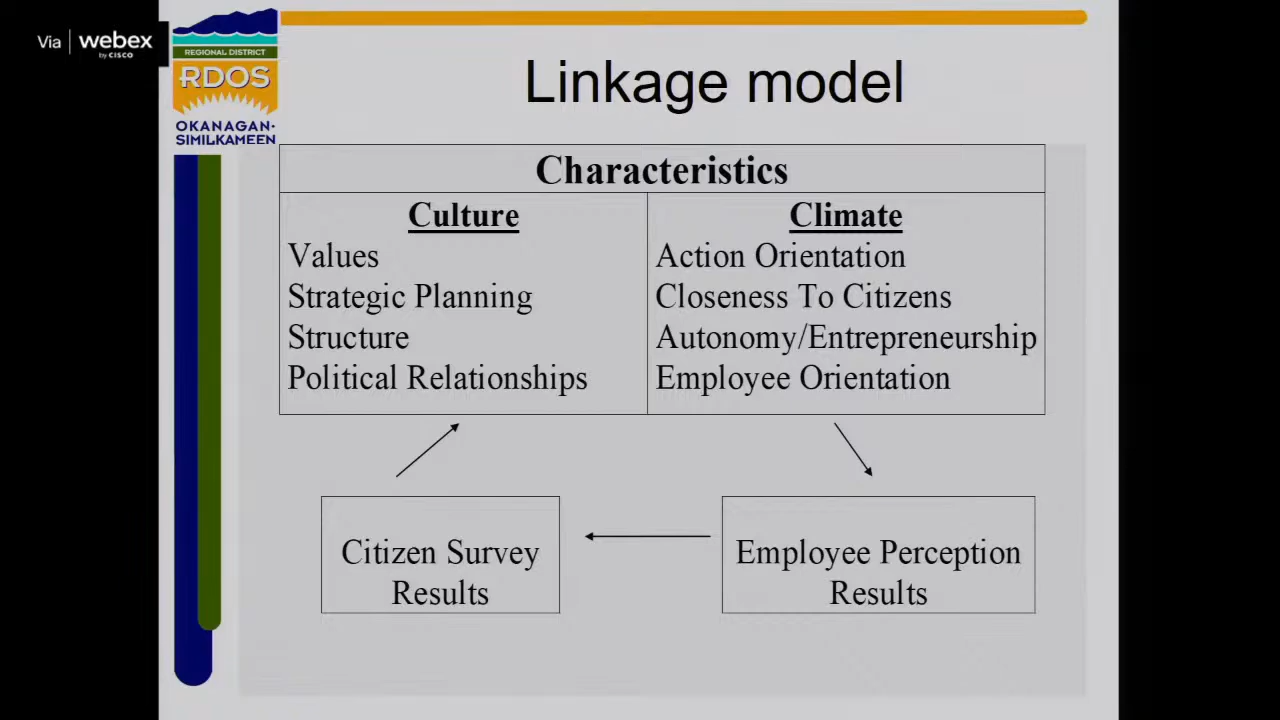 Via webex
by CISCO
REGIONAL DISTRICT
RDOS
OKANAGAN-
SIMILKAMEEN
Linkage model
Characteristics
Culture
Values
Strategic Planning
Structure
Political Relationships
Climate
Action Orientation
Closeness To Citizens
Autonomy/Entrepreneurship
Employee Orientation
Citizen Survey
Results
Employee Perception
Results